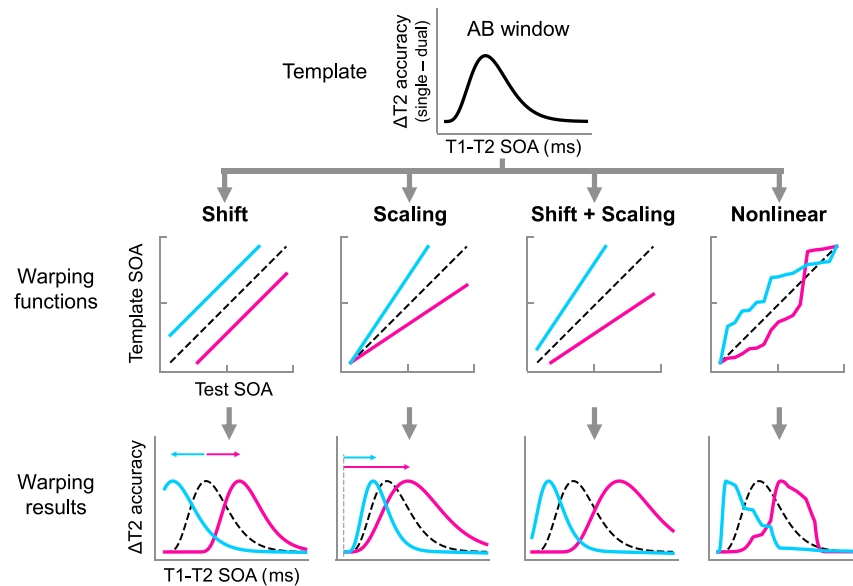 AB window
Template
ΔT2 accuracy
(single – dual)
T1-T2 SOA (ms)
Shift
Scaling
Shift + Scaling
Nonlinear
Warping
functions
Template SOA
Test SOA
Warping
results
ΔT2 accuracy
T1-T2 SOA (ms)